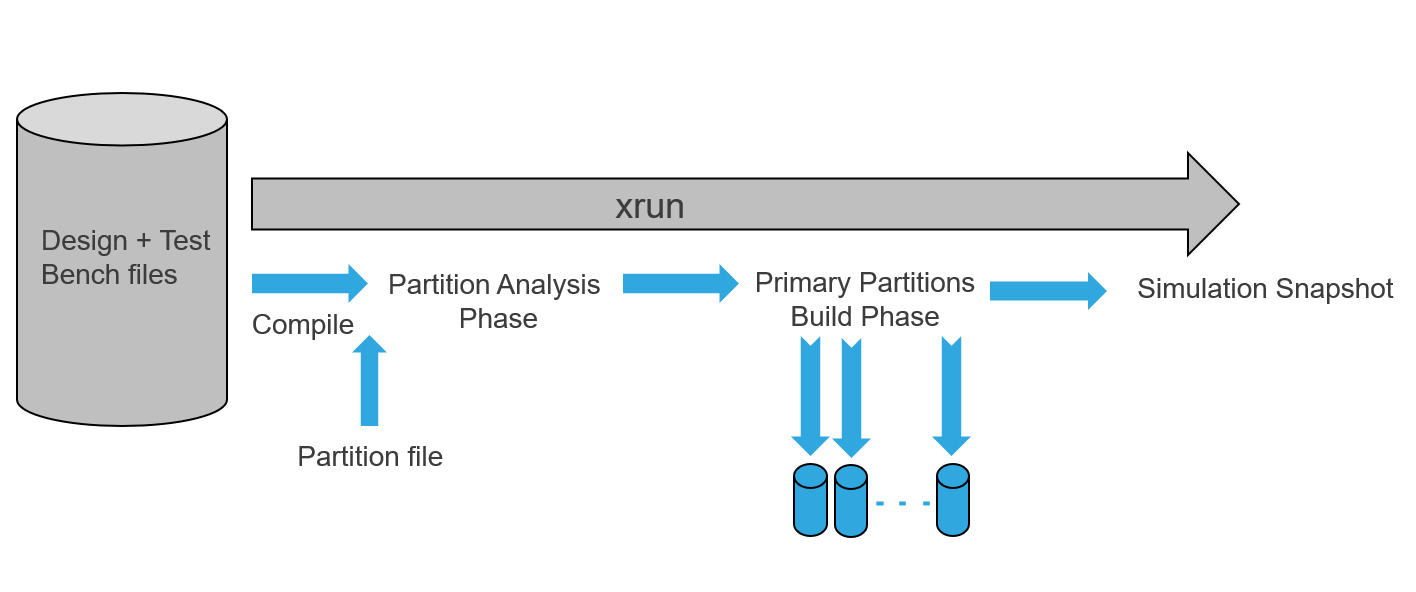 xrun
Design + Test
Bench files
Compile
Partition Analysis
Phase
Primary Partitions
Build Phase
Simulation Snapshot
Partition file